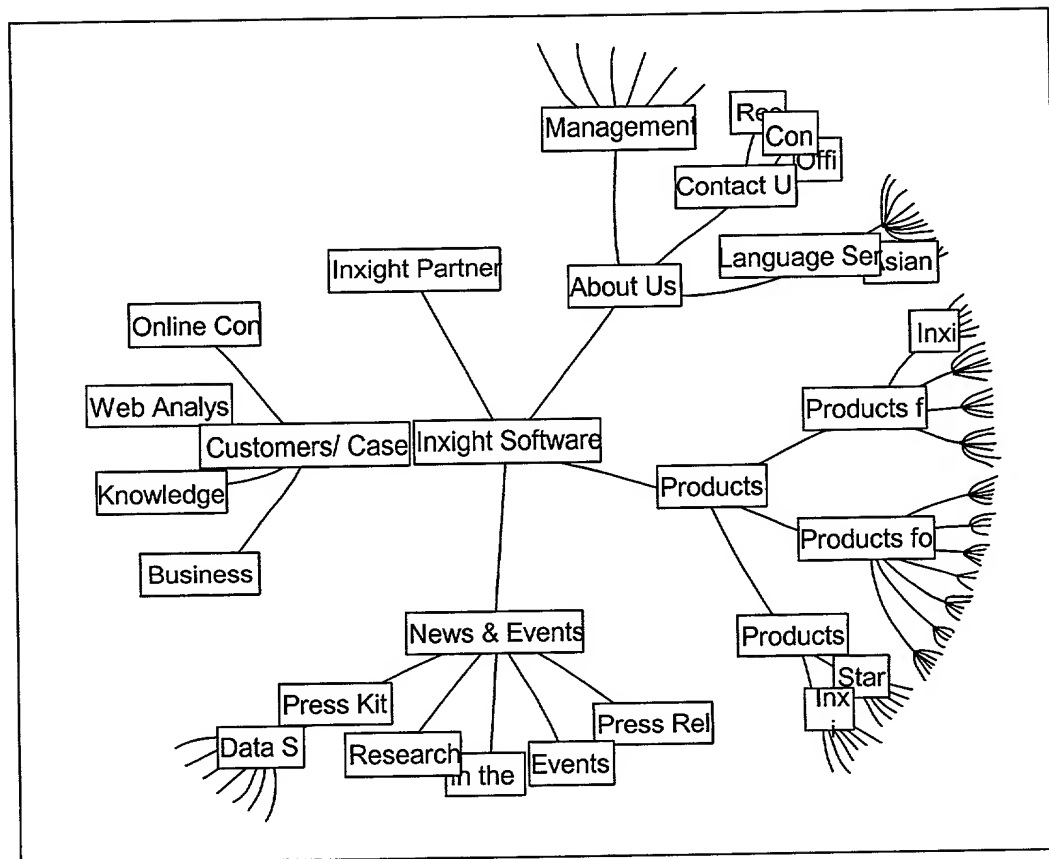 Management
Rec
Con
Offi
Contact U
Language Ser
Asian
Inxight Partner
About Us
Online Con
Inxi
Web Analys
Products f
Customers/ Case
Inxight Software
Knowledge
Products
Products fo
Business
News & Events
Products
Star
Press Kit
Inx
i
Press Rel
Data S
Research
In the
Events